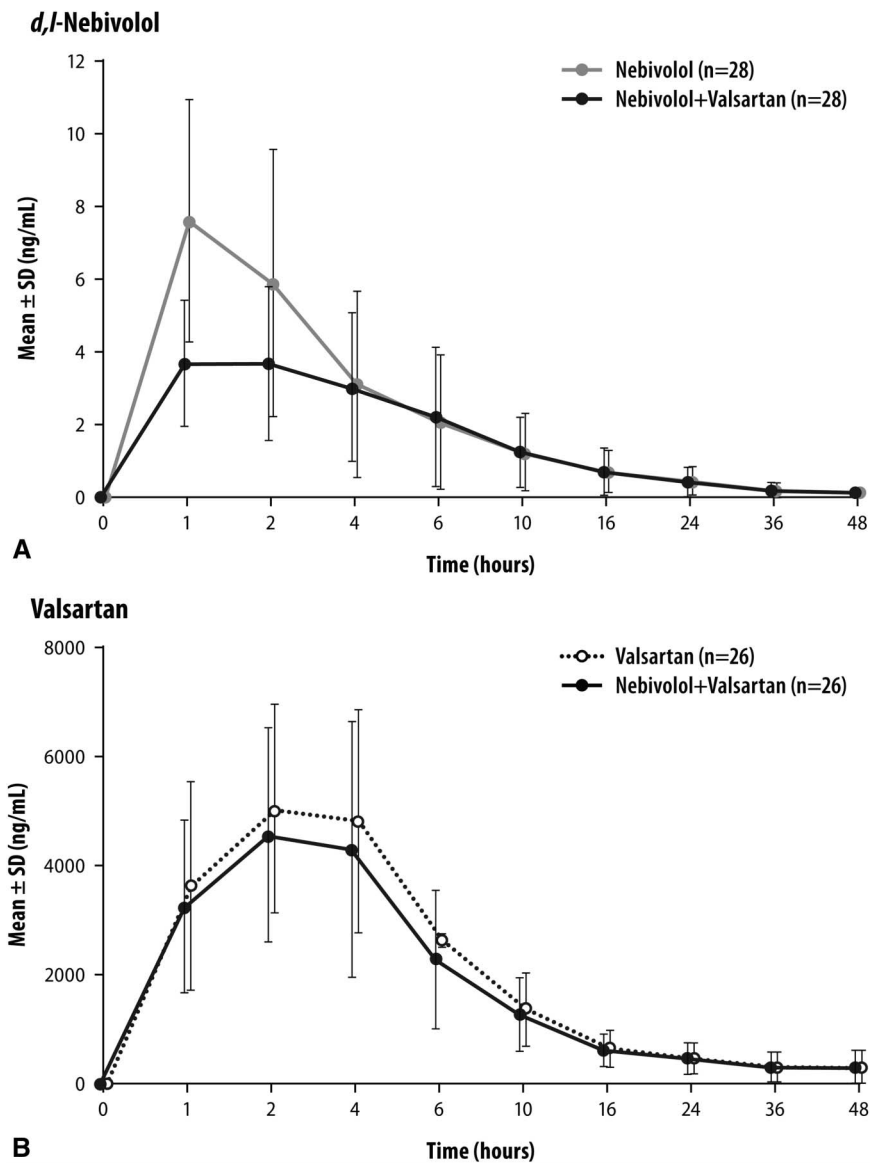 d,l-Nebivolol
12
10
8
6
4
2
0
Mean ± SD (ng/mL)
Nebivolol (n=28)
Nebivolol+Valsartan (n=28)
0 1 2 4 6 10 16 24 36 48
Time (hours)
A
Valsartan
8000
6000
4000
2000
0
Mean ± SD (ng/mL)
Valsartan (n=26)
Nebivolol+Valsartan (n=26)
0 1 2 4 6 10 16 24 36 48
Time (hours)
B